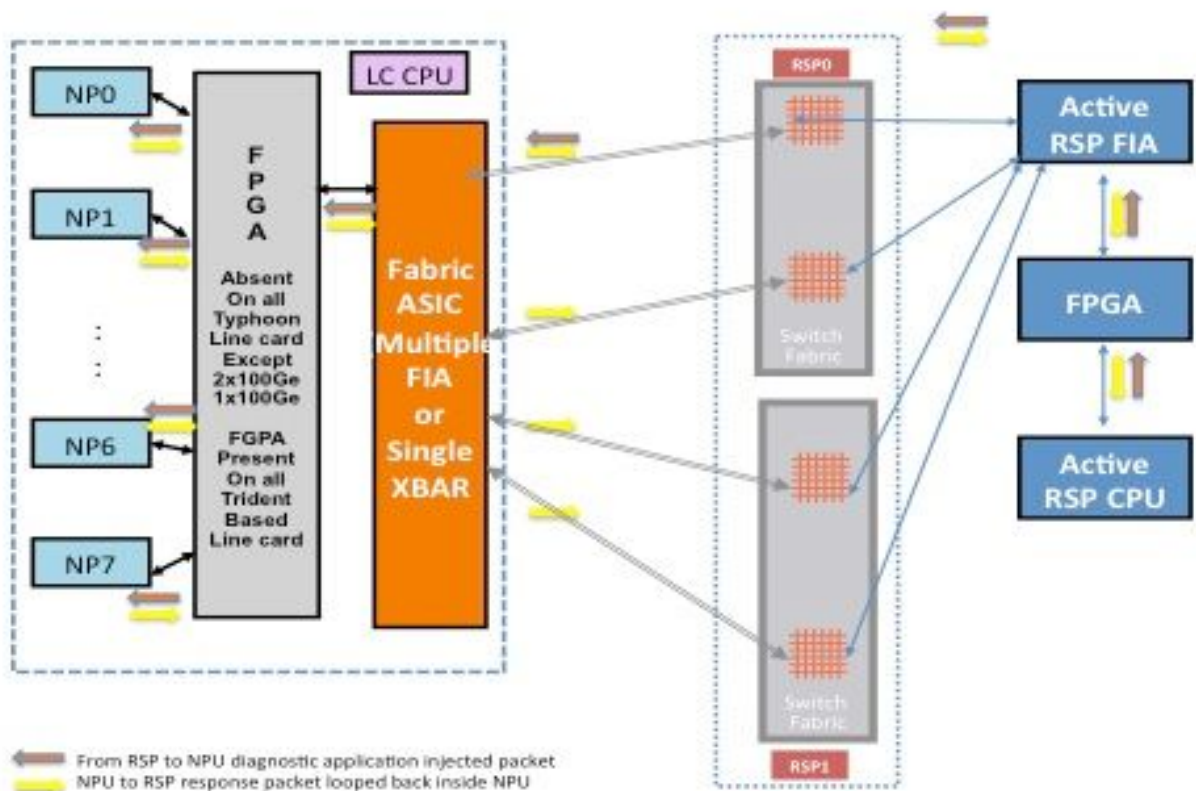 RSP0
LC CPU
NP0
Active
RSP FIA
F
P
G
A
NP1
Absent
On all
Typhoon
Line card
Except
2x100Ge
1x100Ge
Fabric
ASIC
(Multiple
FIA
or
Single
XBAR
FPGA
Switch
Fabric
NP6
FGPA
Present
On all
Trident
Based
Line card
Active
RSP CPU
NP7
Switch
Fabric
RSP1
From RSP to NPU diagnostic application injected packet
NPU to RSP response packet looped back inside NPU